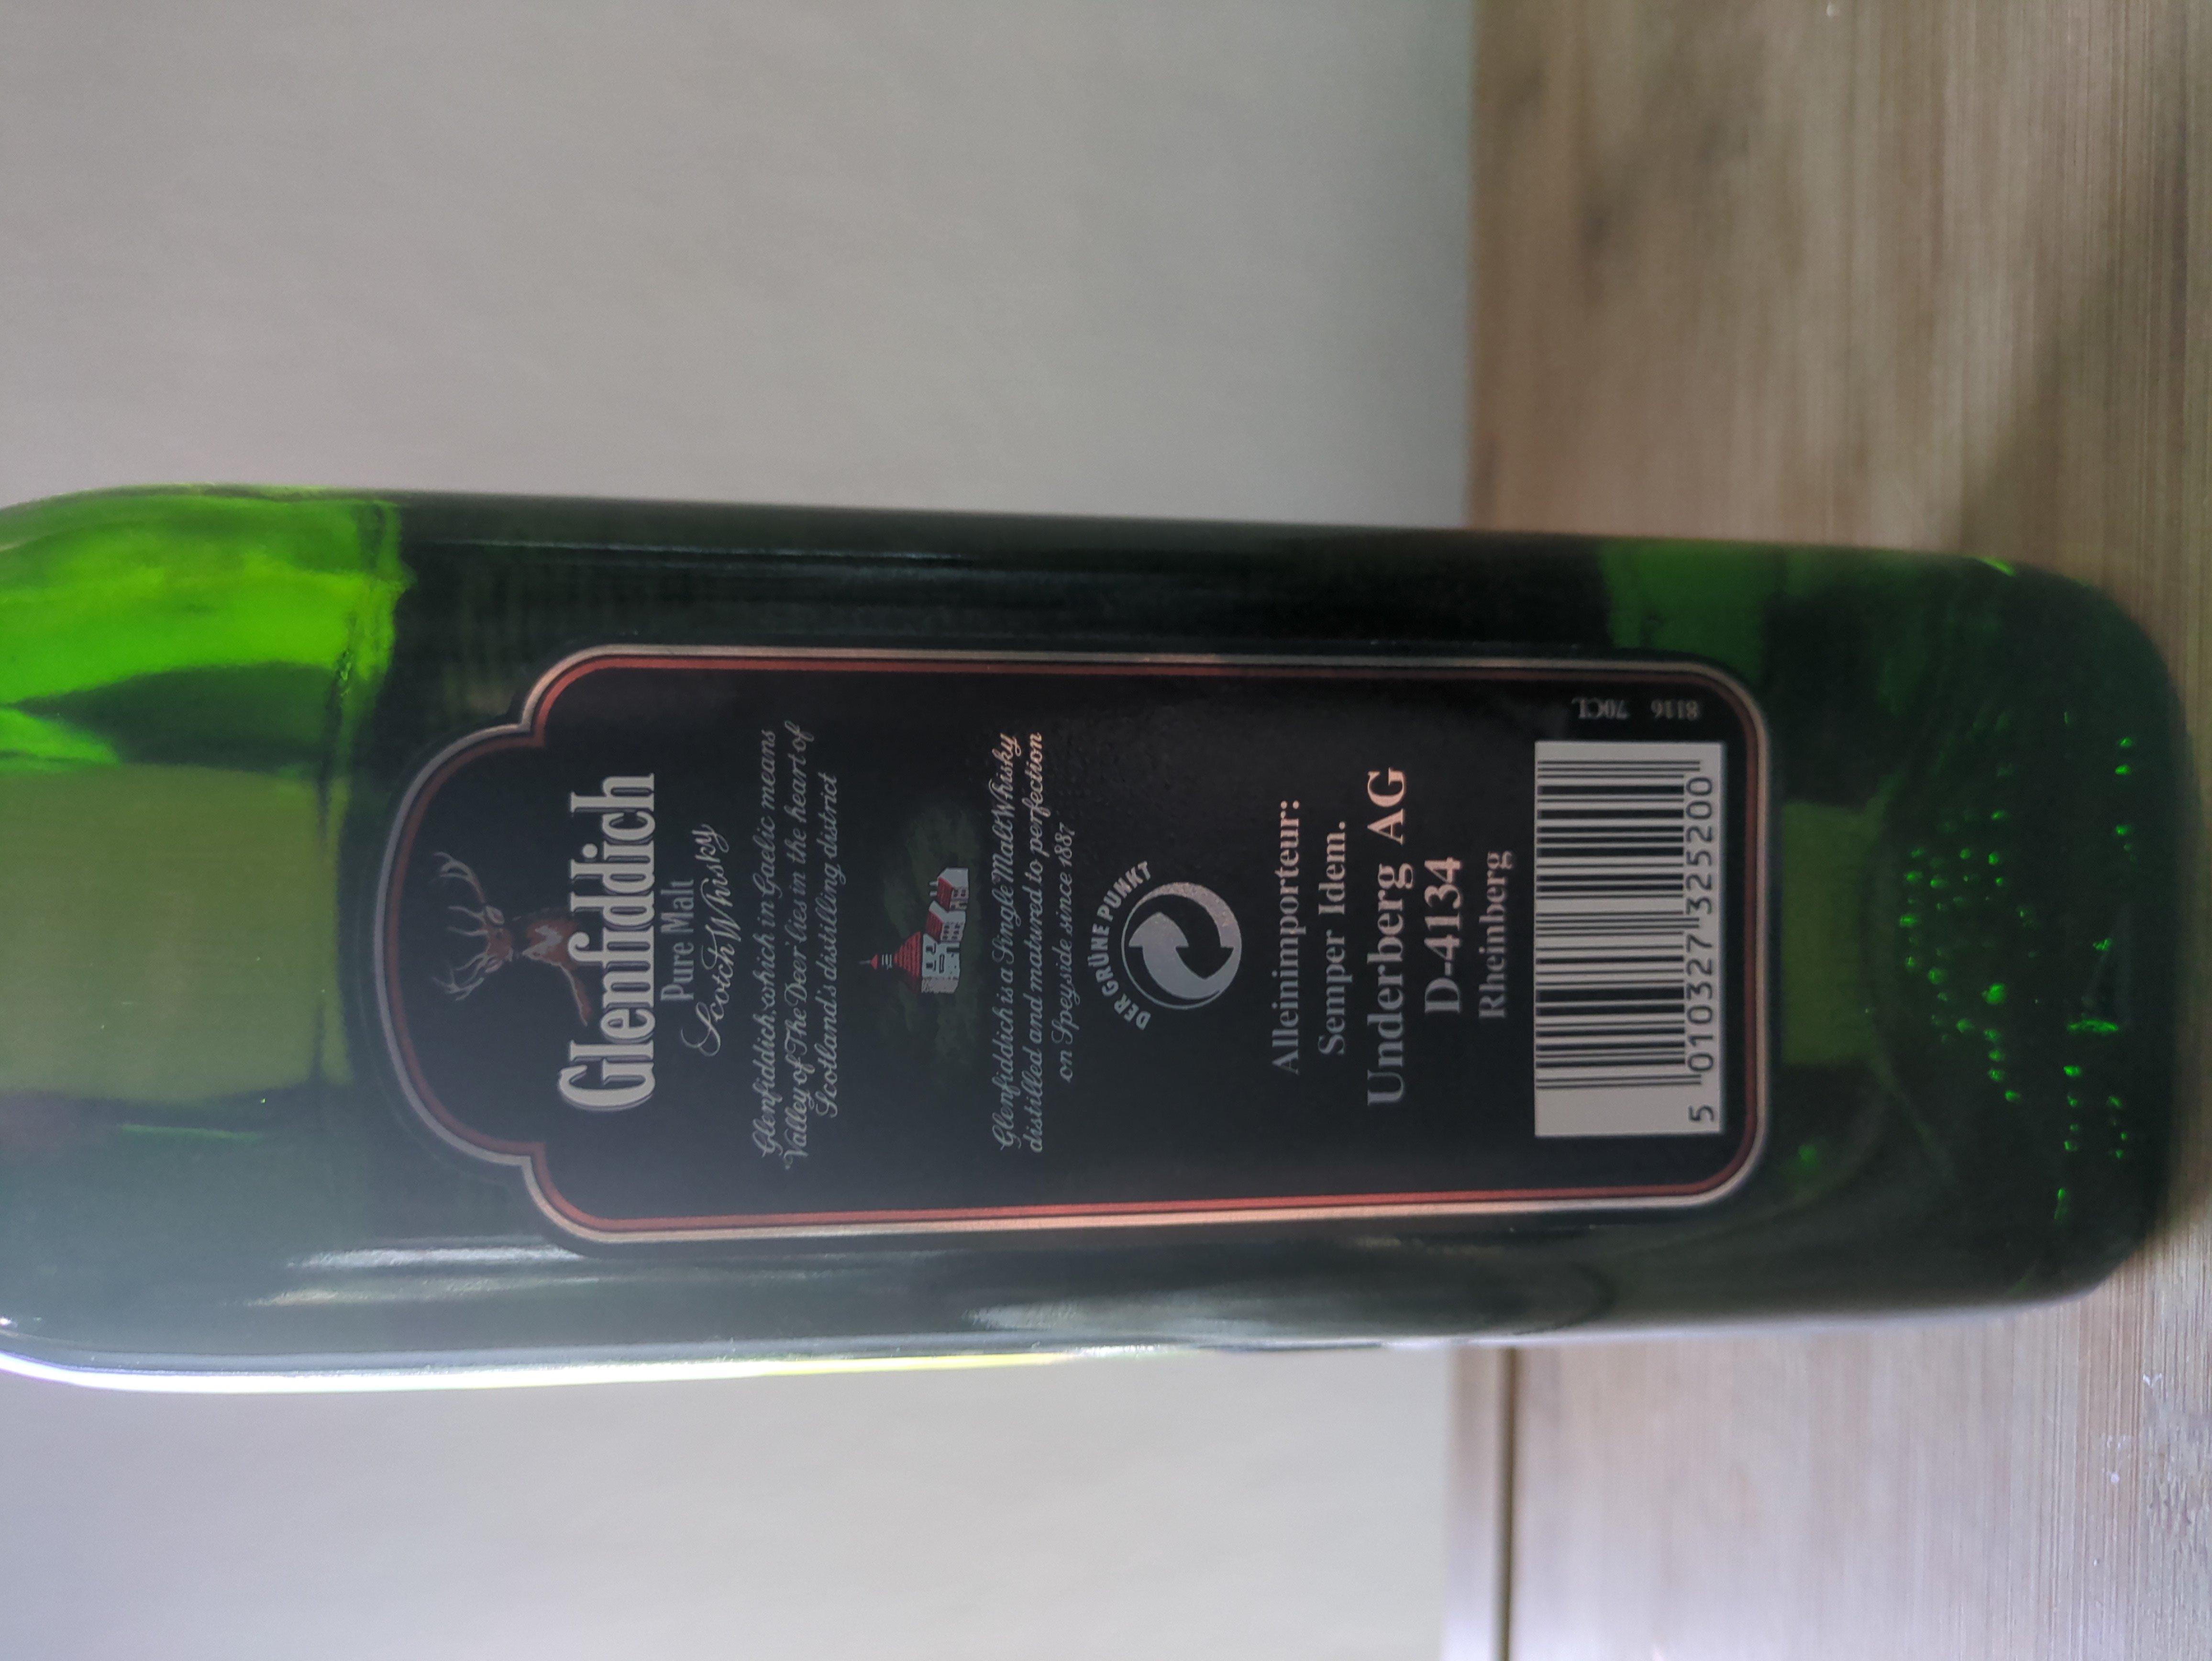 Glenfiddich
Pure Malt
Scotch Whisky
Glenfiddich, which in Gaelic means
'Valley of The Deer' lies in the heart of
Scotland's distilling district
Glenfiddich is a Single Malt Whisky
distilled and matured to perfection
on Speyside since 1887
DER GRÜNE PUNKT
Alleinimporteur:
Semper Idem.
Underberg AG
D-4134
Rheinberg
5 010327 325200
8116 70CL